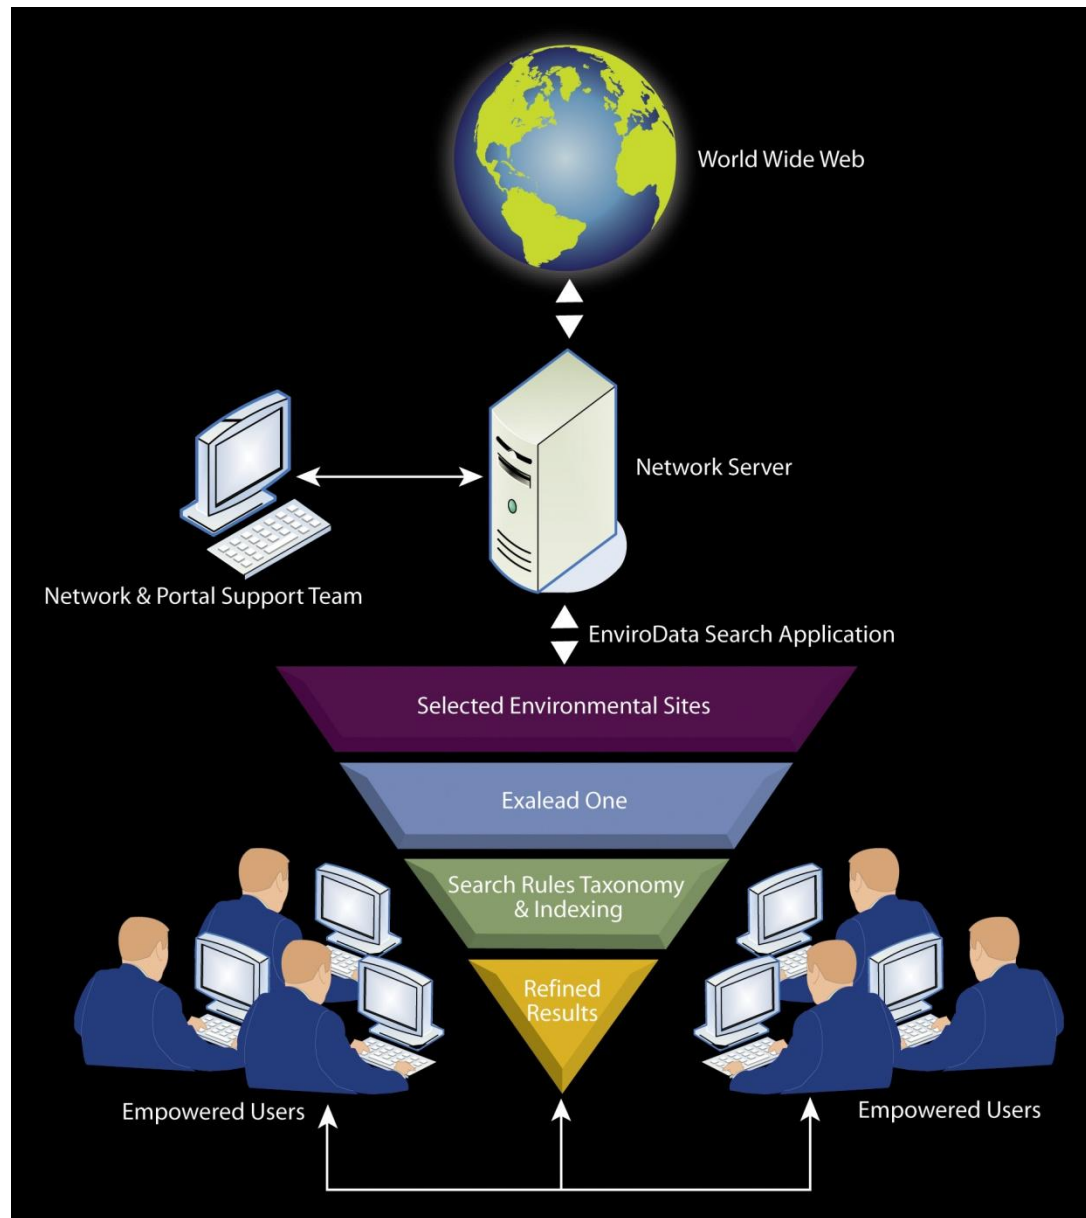 World Wide Web
Network Server
Network & Portal Support Team
EnviroData Search Application
Selected Environmental Sites
Exalead One
Search Rules Taxonomy
& Indexing
Refined
Results
Empowered Users
Empowered Users